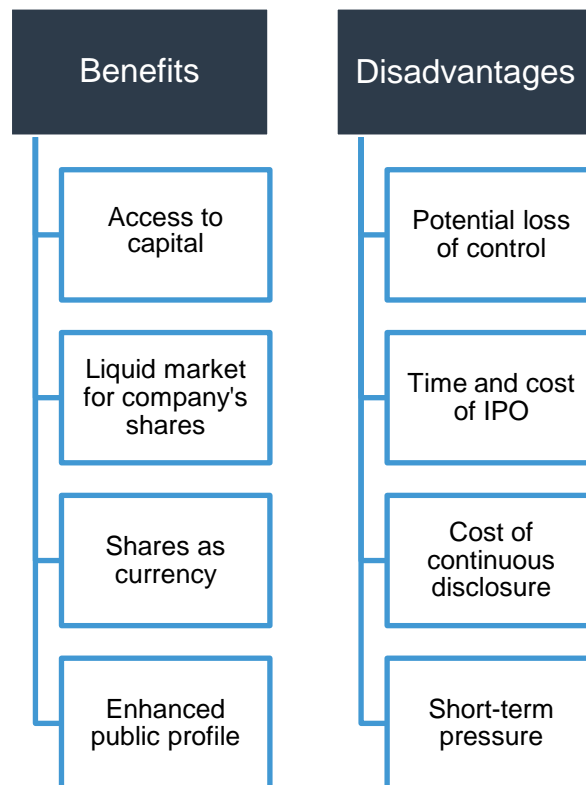 Benefits
Access to
capital
Liquid market
for company's
shares
Shares as
currency
Enhanced
public profile
Disadvantages
Potential loss
of control
Time and cost
of IPO
Cost of
continuous
disclosure
Short-term
pressure